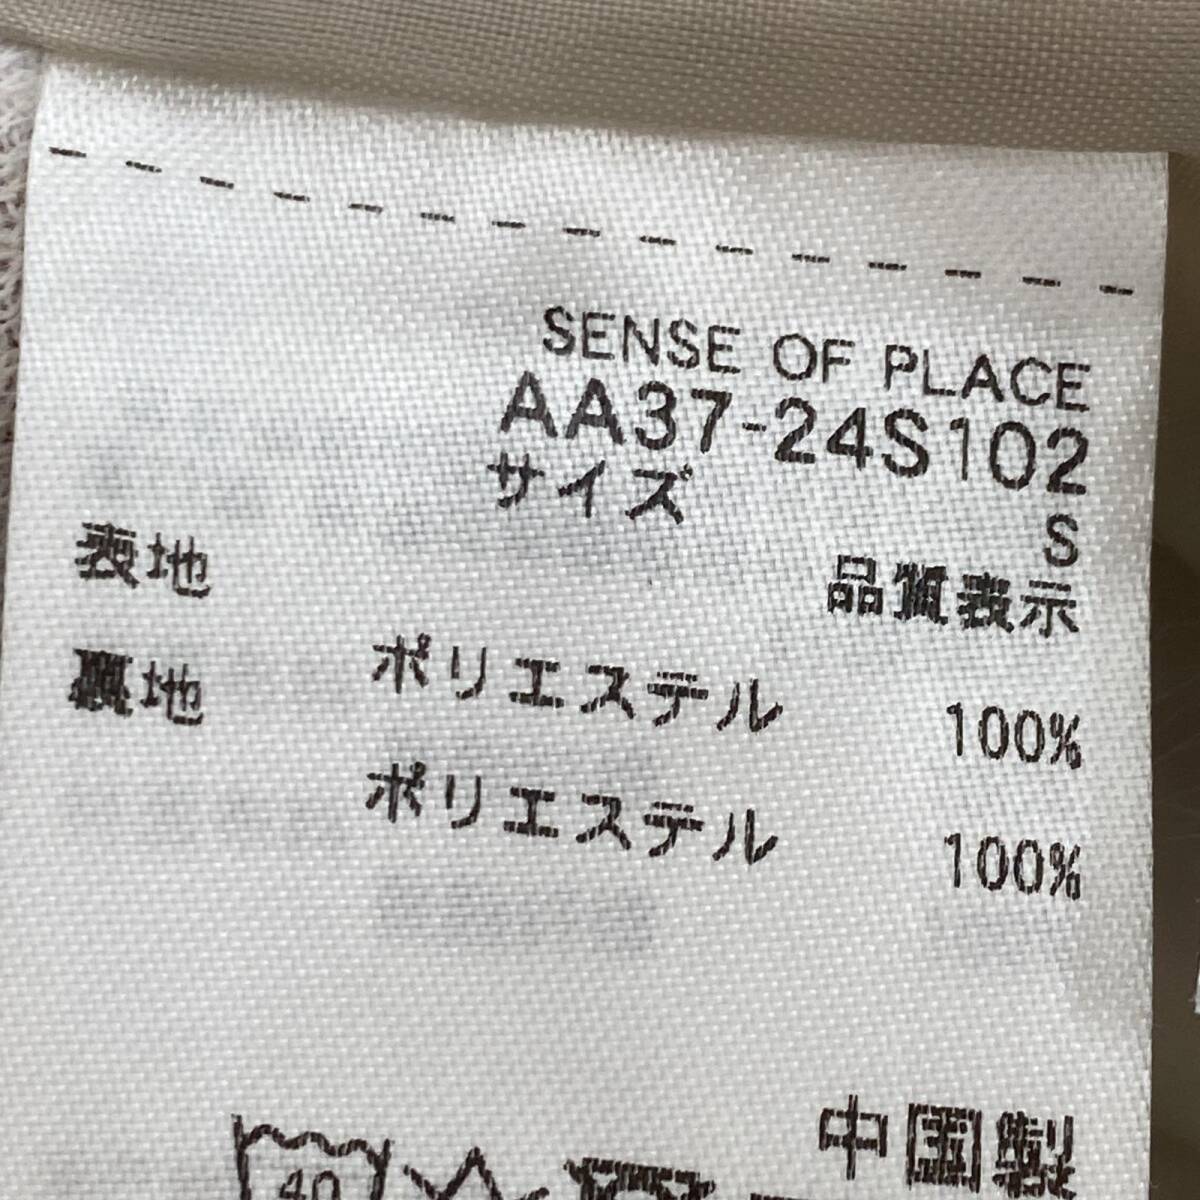 SENSE OF PLACE
AA37-24S102
サイズ S
品質表示
表地
ポリエステル 100%
裏地
ポリエステル 100%
中国製
40